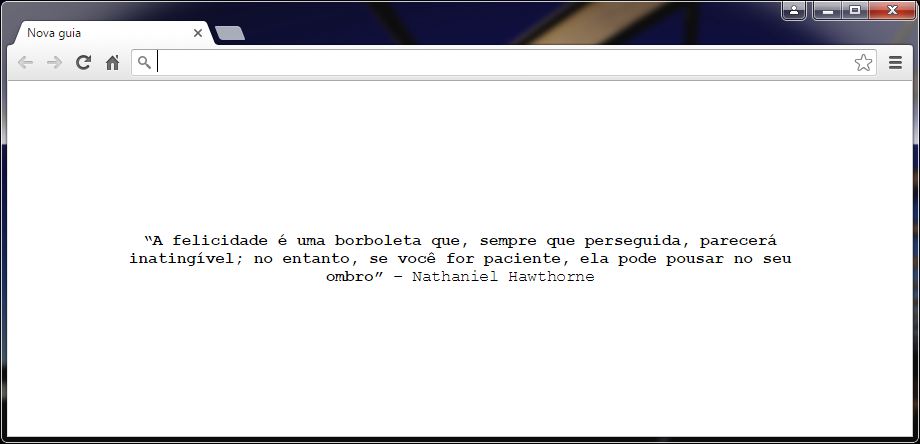 Nova guia
“A felicidade é uma borboleta que, sempre que perseguida, parecerá
inatingível; no entanto, se você for paciente, ela pode pousar no seu
ombro” – Nathaniel Hawthorne